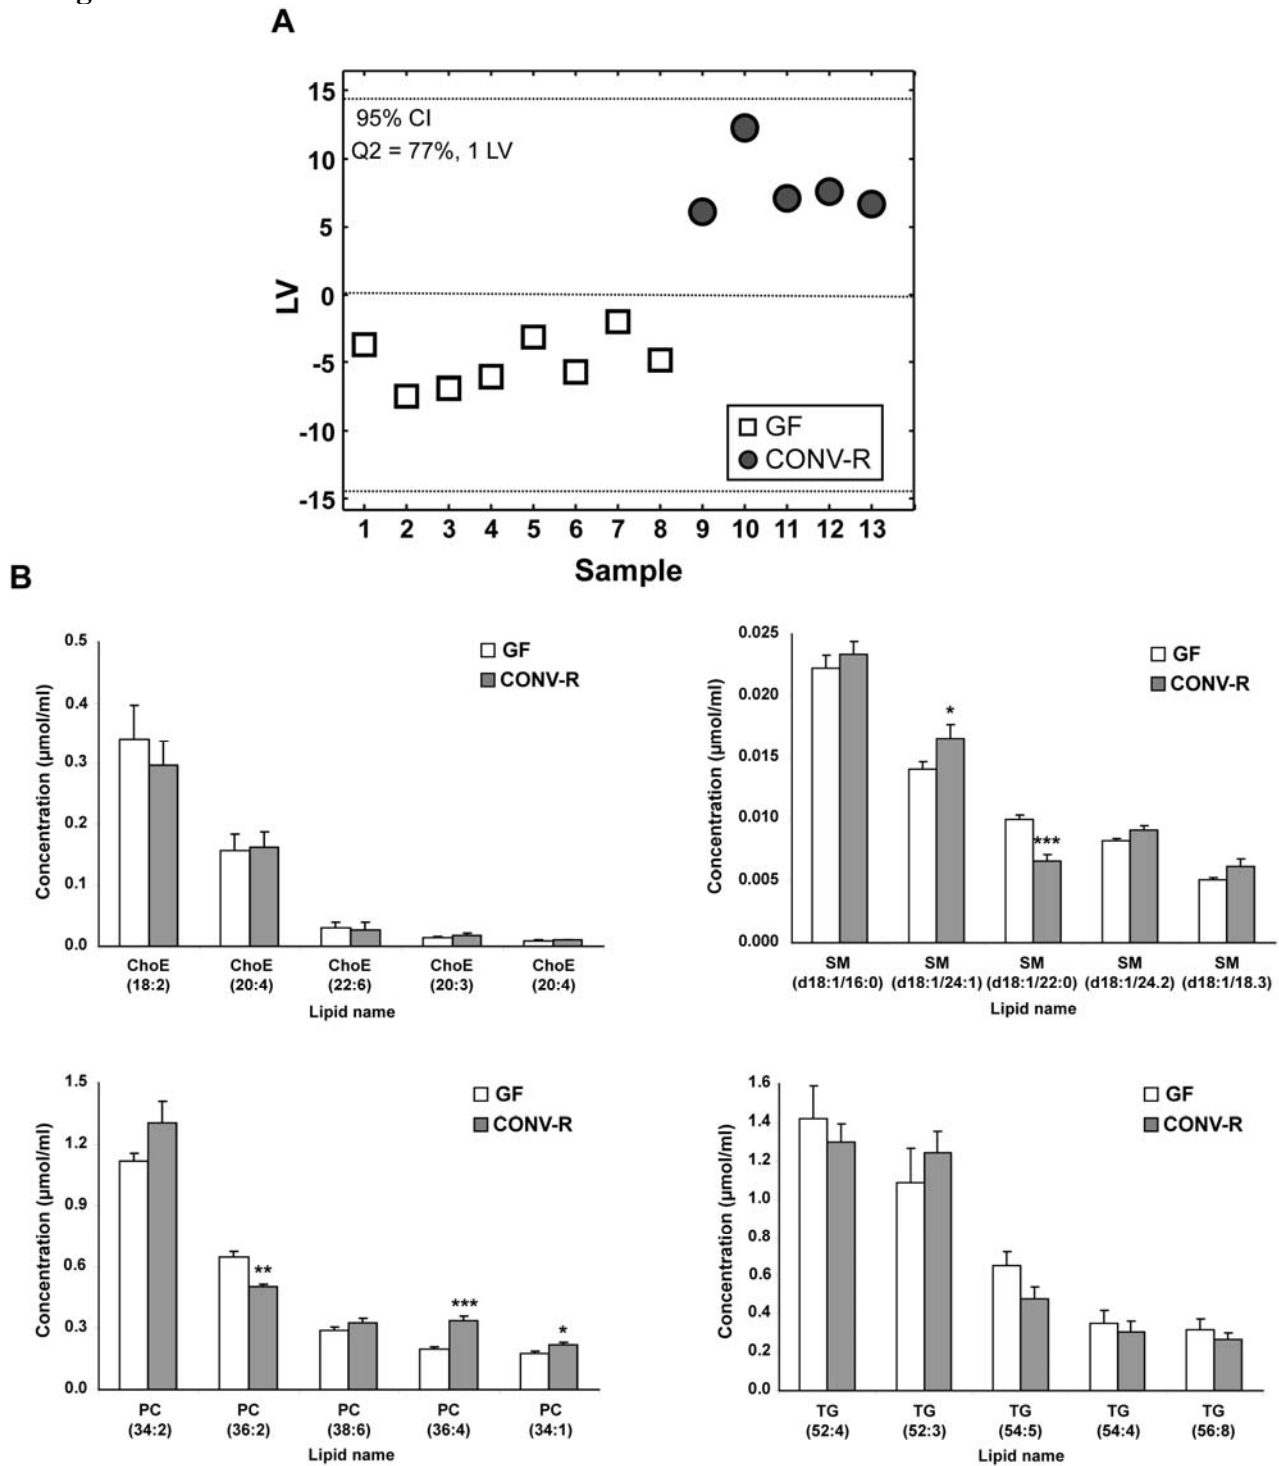 A
15
10
5
0
-5
-10
-15
LV
95% CI
Q2 = 77%, 1 LV
GF
CONV-R
1 2 3 4 5 6 7 8 9 10 11 12 13
Sample
B
0.5
0.4
0.3
0.2
0.1
0.0
Concentration (µmol/ml)
GF
CONV-R
ChoE ChoE ChoE ChoE ChoE
(18:2) (20:4) (22:6) (20:3) (20:4)
Lipid name
0.025
0.020
0.015
0.010
0.005
0.000
Concentration (µmol/ml)
GF
CONV-R
*
***
SM SM SM SM SM
(d18:1/16:0) (d18:1/24:1) (d18:1/22:0) (d18:1/24.2) (d18:1/18.3)
Lipid name
1.5
1.2
0.9
0.6
0.3
0.0
Concentration (µmol/ml)
GF
CONV-R
**
***
*
PC PC PC PC PC
(34:2) (36:2) (38:6) (36:4) (34:1)
Lipid name
1.6
1.4
1.2
1.0
0.8
0.6
0.4
0.2
0.0
Concentration (µmol/ml)
GF
CONV-R
TG TG TG TG TG
(52:4) (52:3) (54:5) (54:4) (56:8)
Lipid name